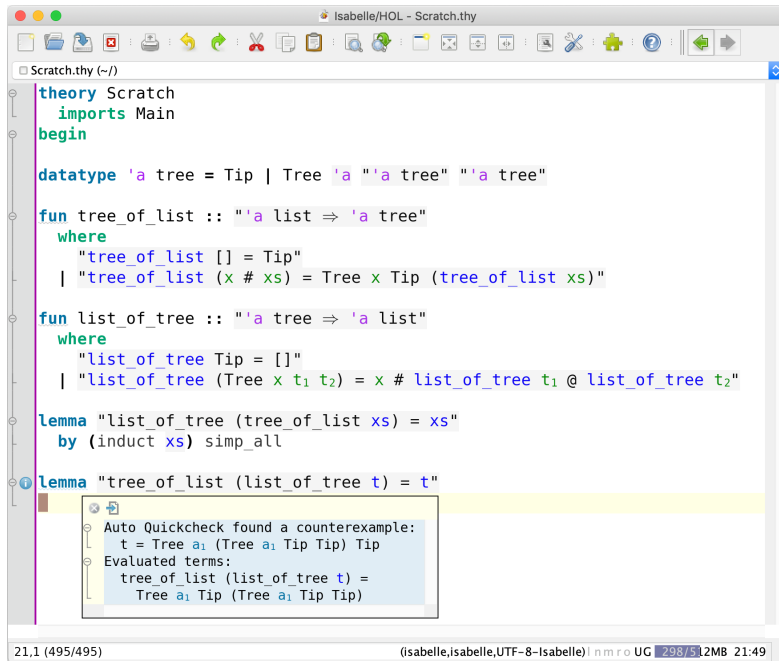 Isabelle/HOL - Scratch.thy
Scratch.thy (~/)
theory Scratch
  imports Main
begin
datatype 'a tree = Tip | Tree 'a "'a tree" "'a tree"
fun tree_of_list :: "'a list ⇒ 'a tree"
  where
    "tree_of_list [] = Tip"
  | "tree_of_list (x # xs) = Tree x Tip (tree_of_list xs)"
fun list_of_tree :: "'a tree ⇒ 'a list"
  where
    "list_of_tree Tip = []"
  | "list_of_tree (Tree x t₁ t₂) = x # list_of_tree t₁ @ list_of_tree t₂"
lemma "list_of_tree (tree_of_list xs) = xs"
  by (induct xs) simp_all
lemma "tree_of_list (list_of_tree t) = t"
Auto Quickcheck found a counterexample:
  t = Tree a₁ (Tree a₁ Tip Tip) Tip
Evaluated terms:
  tree_of_list (list_of_tree t) =
    Tree a₁ Tip (Tree a₁ Tip Tip)
21,1 (495/495) (isabelle,isabelle,UTF-8-Isabelle) l n m r o UG 298/512MB 21:49